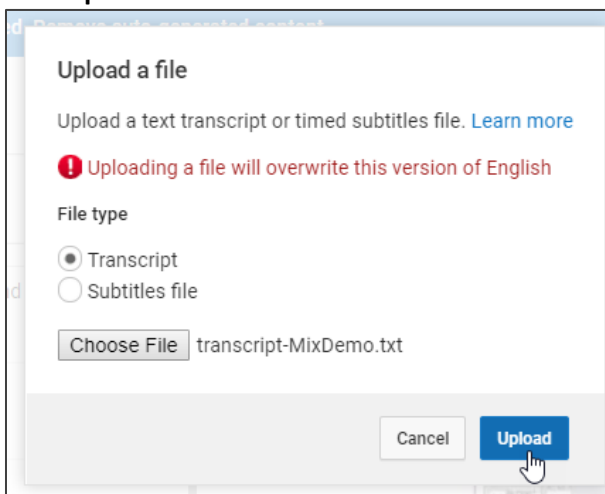 Upload a file
Upload a text transcript or timed subtitles file. Learn more
Uploading a file will overwrite this version of English
File type
Transcript
Subtitles file
Choose File transcript-MixDemo.txt
Cancel Upload